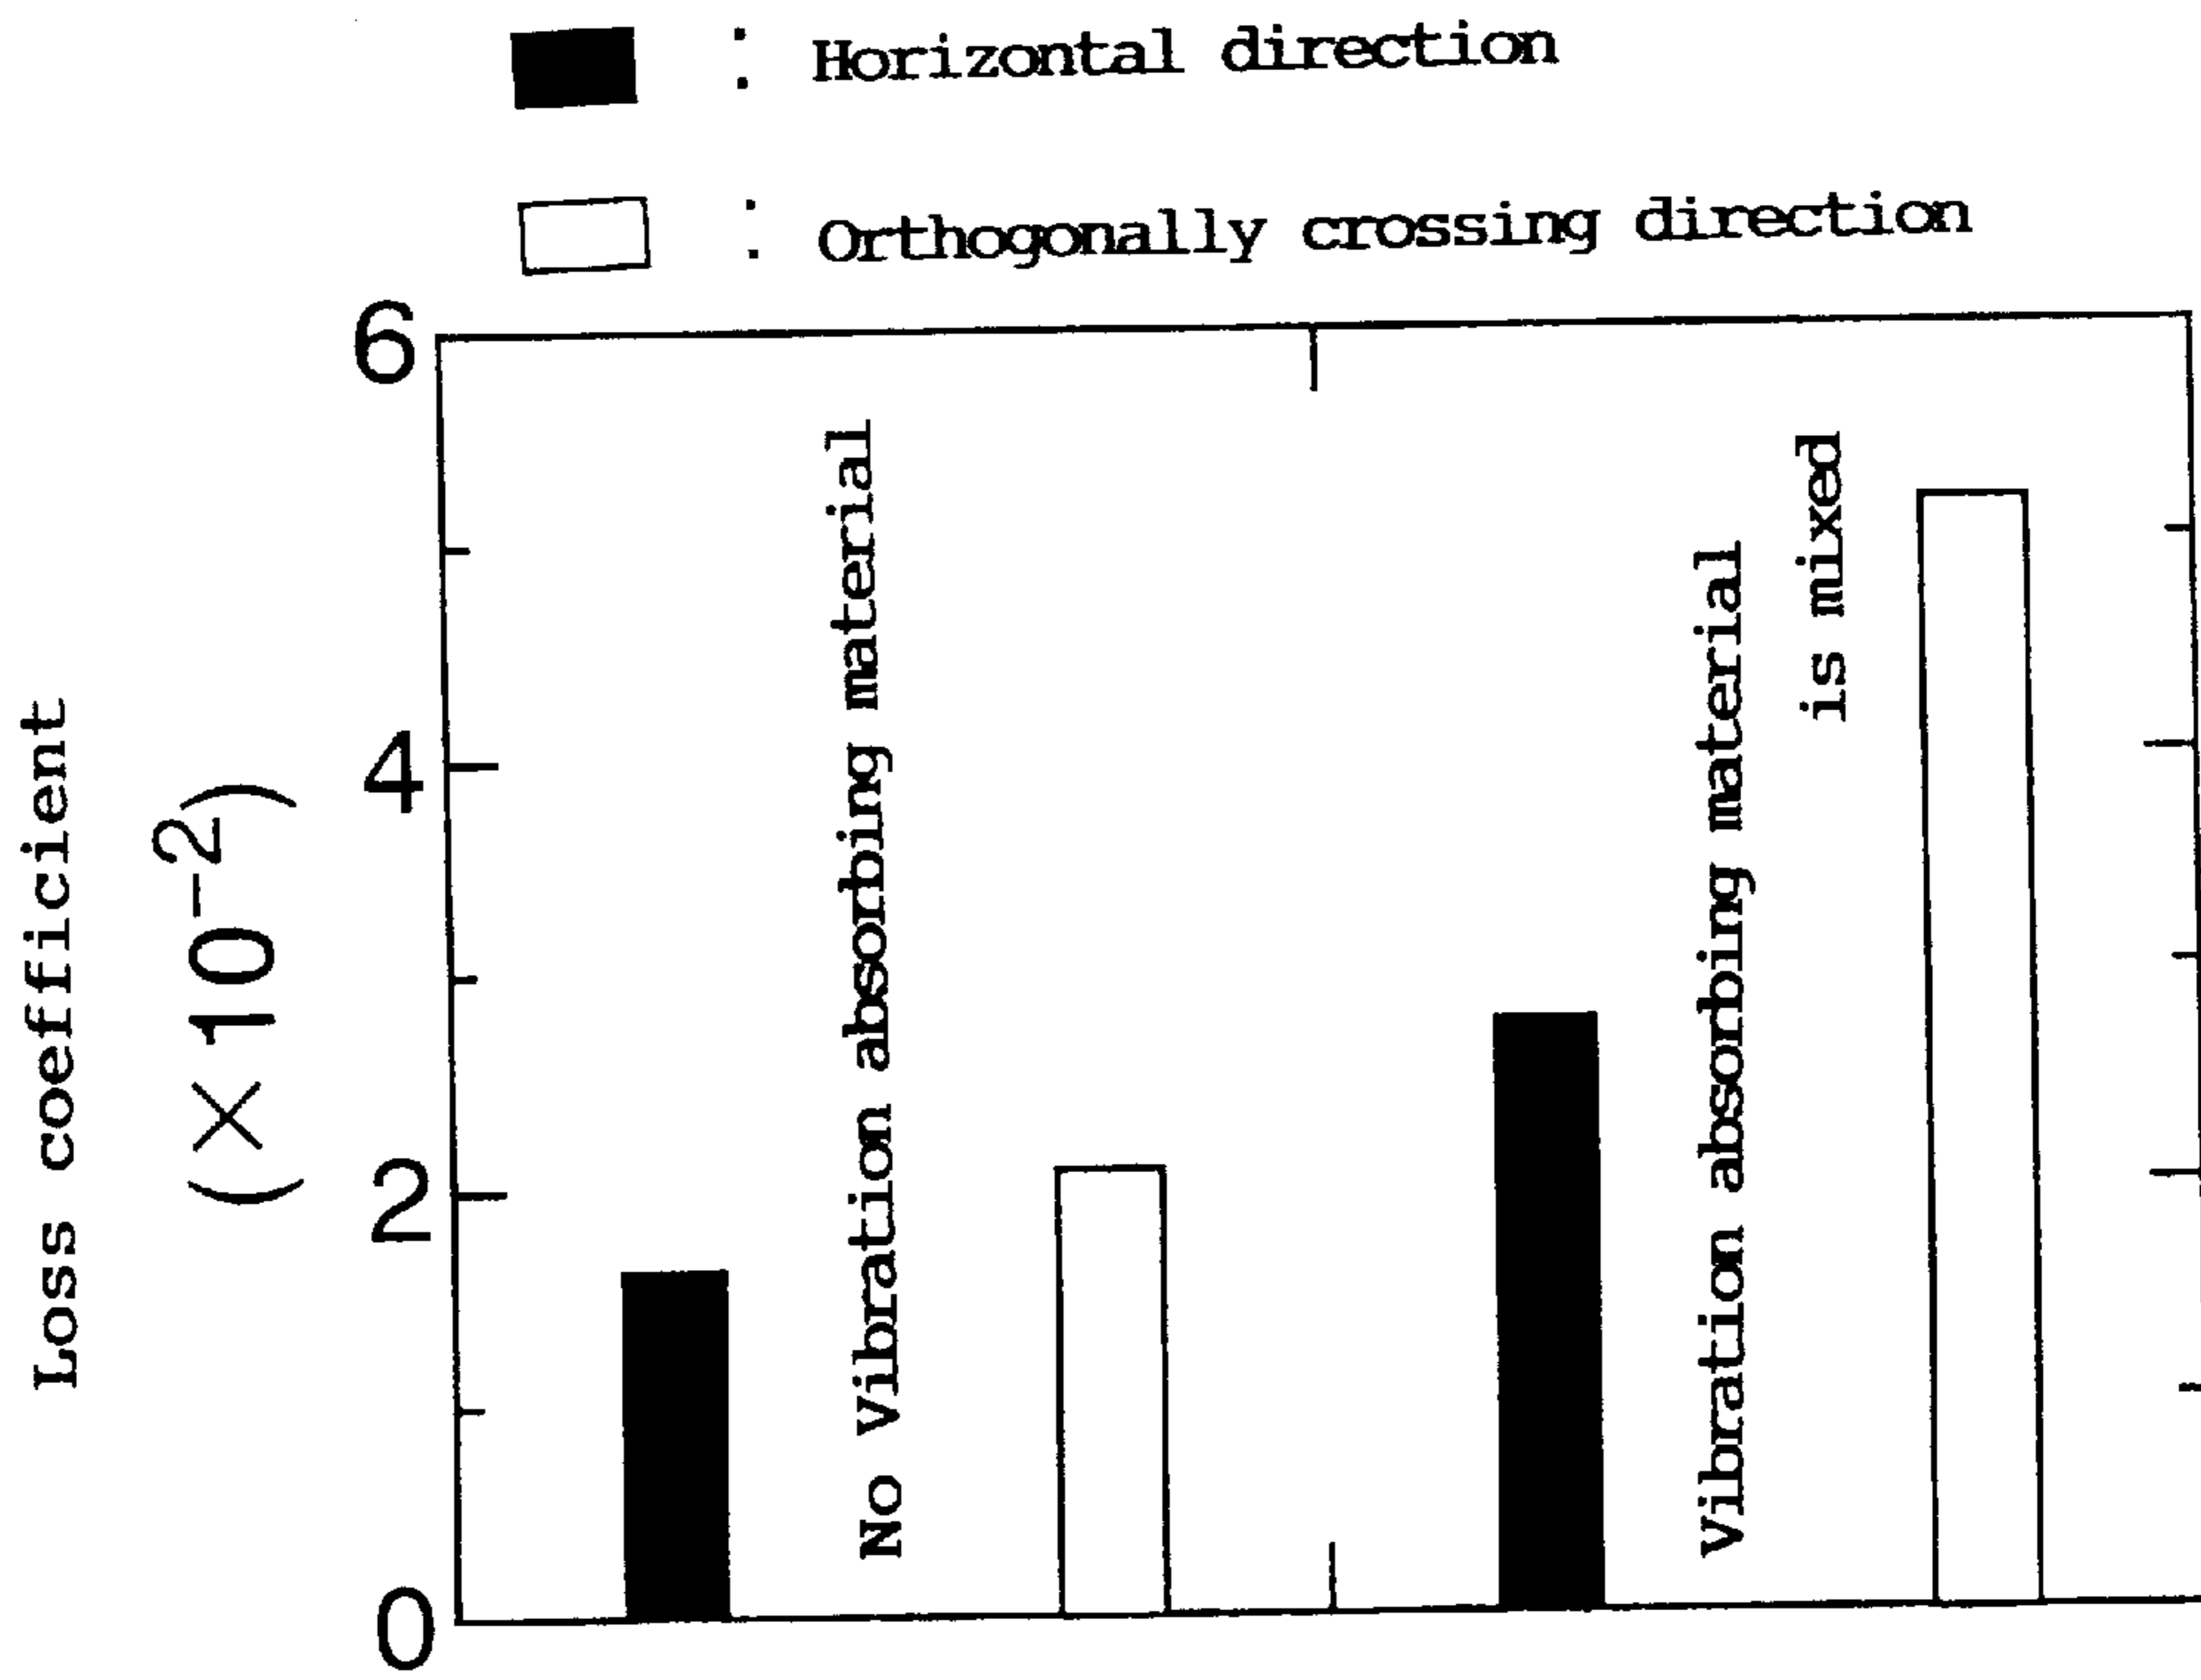 : Horizontal direction
: Orthogonally crossing direction
Loss coefficient
(×10⁻²)
6
4
2
0
No vibration absorbing material
vibration absorbing material
is mixed